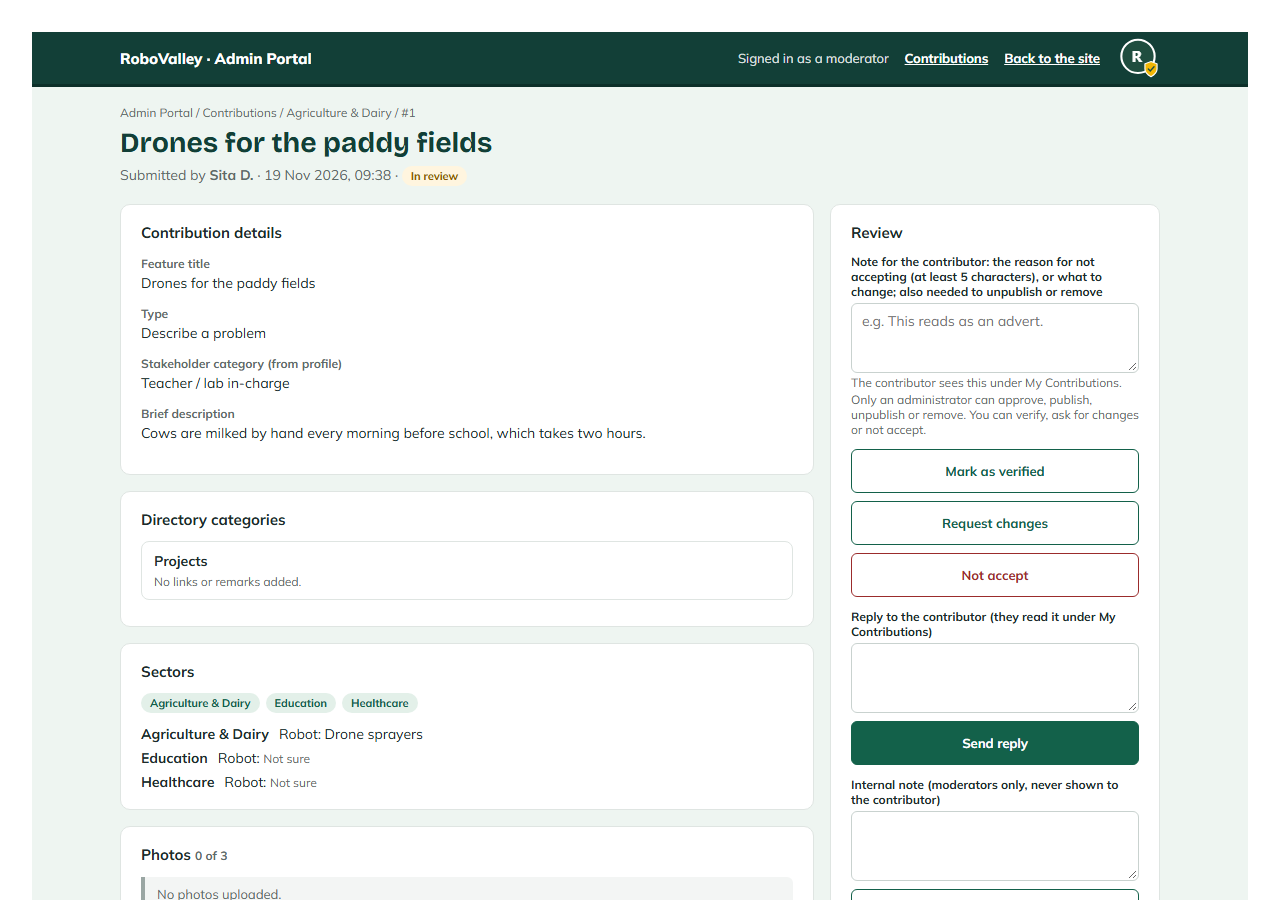 RoboValley · Admin Portal
Signed in as a moderator
Contributions
Back to the site
R
Admin Portal / Contributions / Agriculture & Dairy / #1
Drones for the paddy fields
Submitted by Sita D. · 19 Nov 2026, 09:38 · In review
Contribution details
Feature title
Drones for the paddy fields
Type
Describe a problem
Stakeholder category (from profile)
Teacher / lab in-charge
Brief description
Cows are milked by hand every morning before school, which takes two hours.
Directory categories
Projects
No links or remarks added.
Sectors
Agriculture & Dairy
Education
Healthcare
Agriculture & Dairy Robot: Drone sprayers
Education Robot: Not sure
Healthcare Robot: Not sure
Photos 0 of 3
No photos uploaded.
Review
Note for the contributor: the reason for not
accepting (at least 5 characters), or what to
change; also needed to unpublish or remove
e.g. This reads as an advert.
The contributor sees this under My Contributions.
Only an administrator can approve, publish,
unpublish or remove. You can verify, ask for changes
or not accept.
Mark as verified
Request changes
Not accept
Reply to the contributor (they read it under My
Contributions)
Send reply
Internal note (moderators only, never shown to
the contributor)